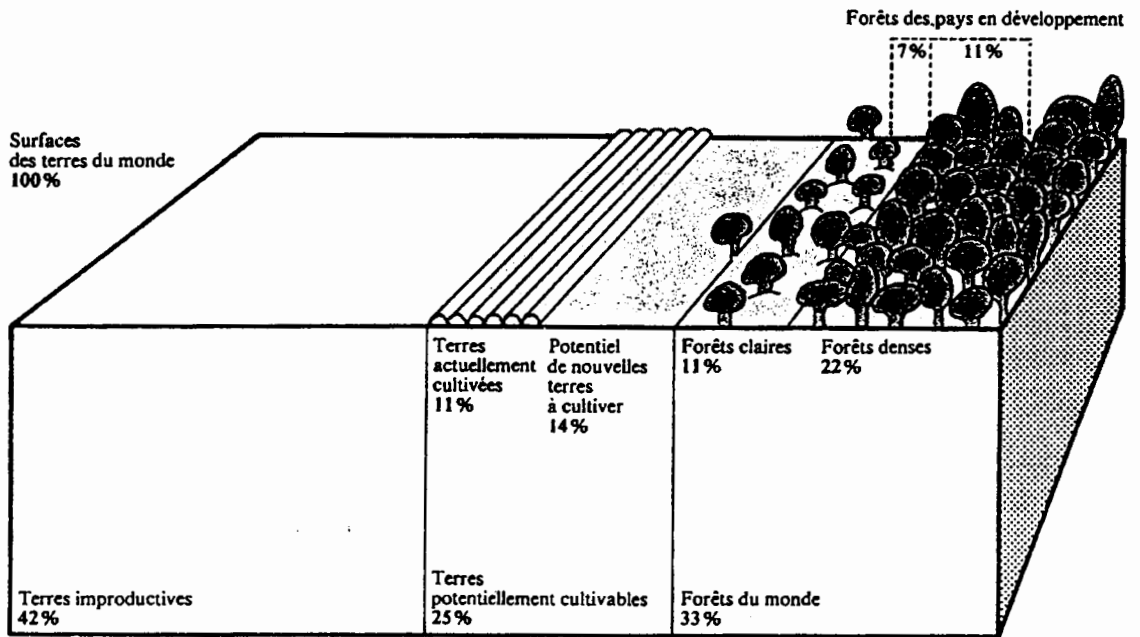 Forêts des pays en développement
7% 11%
Surfaces
des terres du monde
100%
Terres
actuellement
cultivées
11%
Potentiel
de nouvelles
terres
à cultiver
14%
Forêts claires
11%
Forêts denses
22%
Terres improductives
42%
Terres
potentiellement cultivables
25%
Forêts du monde
33%